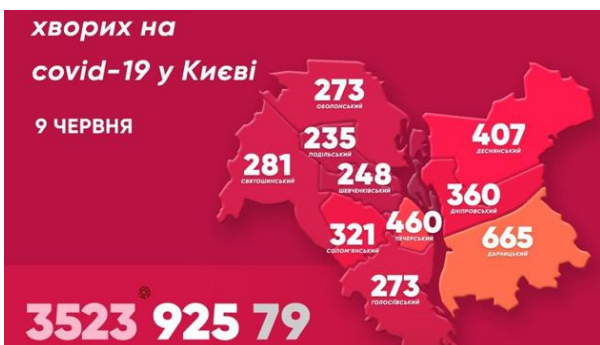 хворих на
covid-19 у Києві
9 ЧЕРВНЯ
273
ОБОЛОНСЬКИЙ
235
ПОДІЛЬСЬКИЙ
407
ДЕСНЯНСЬКИЙ
281
СВЯТОШИНСЬКИЙ
248
ШЕВЧЕНКІВСЬКИЙ
360
ДНІПРОВСЬКИЙ
321
СОЛОМ'ЯНСЬКИЙ
460
ПЕЧЕРСЬКИЙ
665
ДАРНИЦЬКИЙ
273
ГОЛОСІЇВСЬКИЙ
3523 925 79